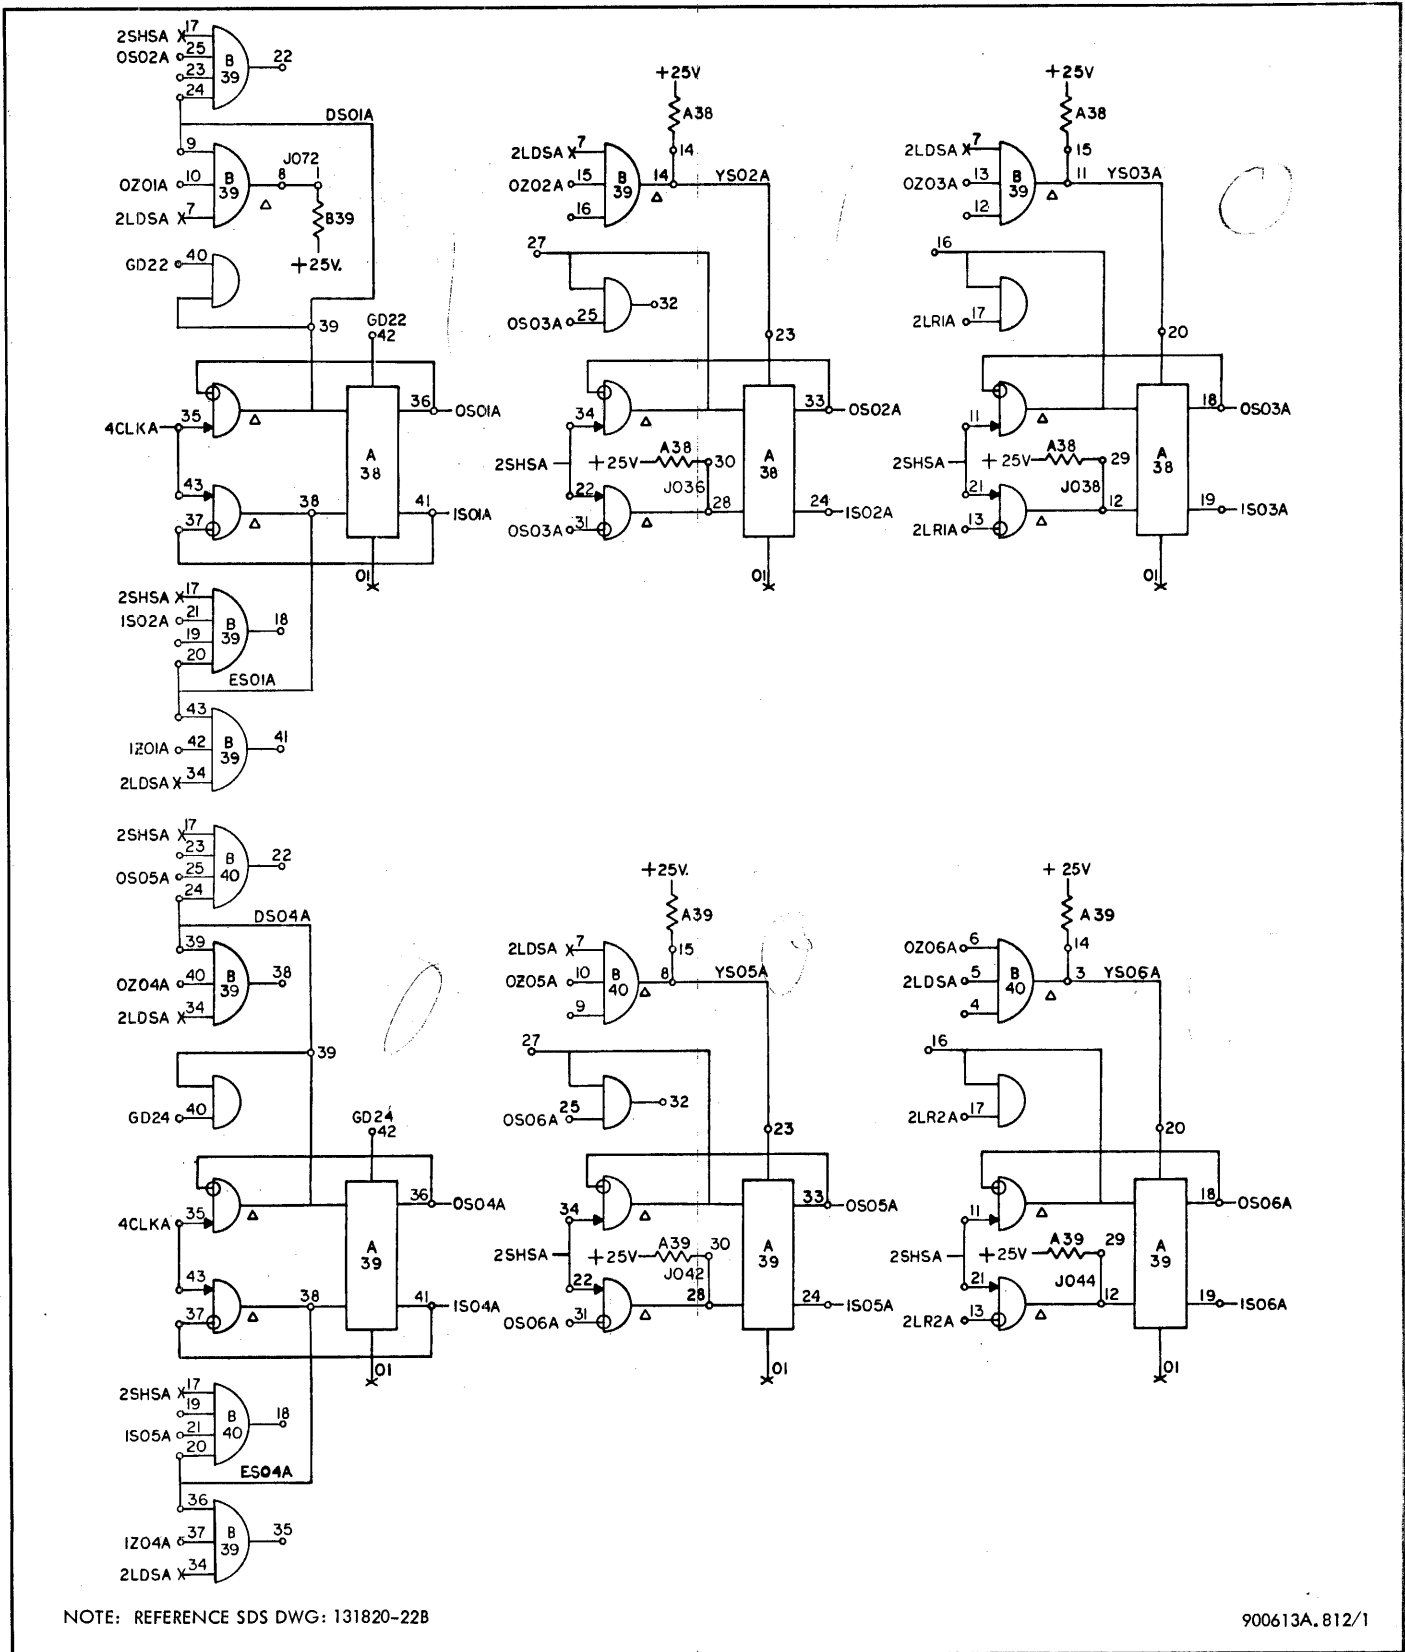 2SHSA 17
OS02A 25
23
24
B 39
22
DS01A
9
OZ01A 10
2LDSA 7
B 39
8
J072
1
B39
+25V.
GD22 40
39
GD22
42
35
4CLKA
43
37
36
OS01A
A 38
38
41
IS01A
01
2SHSA 17
IS02A 21
19
20
B 39
18
ES01A
43
IZ01A 42
2LDSA 34
B 39
41
+25V
A38
14
2LDSA 7
OZ02A 15
16
B 39
14
YS02A
27
OS03A 25
32
23
34
2SHSA
22
OS03A 31
+25V
A38
30
J036
28
A 38
33
OS02A
24
IS02A
01
+25V
A38
15
2LDSA 7
OZ03A 13
12
B 39
11
YS03A
16
2LRIA 17
20
11
2SHSA
21
2LRIA 13
+25V
A38
29
J038
12
A 38
18
OS03A
19
IS03A
01
2SHSA 17
23
OS05A 25
24
B 40
22
DS04A
39
OZ04A 40
2LDSA 34
B 39
38
39
GD24 40
GD24
42
35
4CLKA
43
37
36
OS04A
A 39
38
41
IS04A
01
2SHSA 17
19
IS05A 21
20
B 40
18
ES04A
36
IZ04A 37
2LDSA 34
B 39
35
+25V.
A39
15
2LDSA 7
OZ05A 10
9
B 40
8
YS05A
27
OS06A 25
32
23
34
2SHSA
22
OS06A 31
+25V
A39
30
J042
28
A 39
33
OS05A
24
IS05A
01
+25V
A39
14
OZ06A 6
2LDSA 5
4
B 40
3
YS06A
16
2LR2A 17
20
11
2SHSA
21
2LR2A 13
+25V
A39
29
J044
12
A 39
18
OS06A
19
IS06A
01
NOTE: REFERENCE SDS DWG: 131820-22B
900613A.812/1